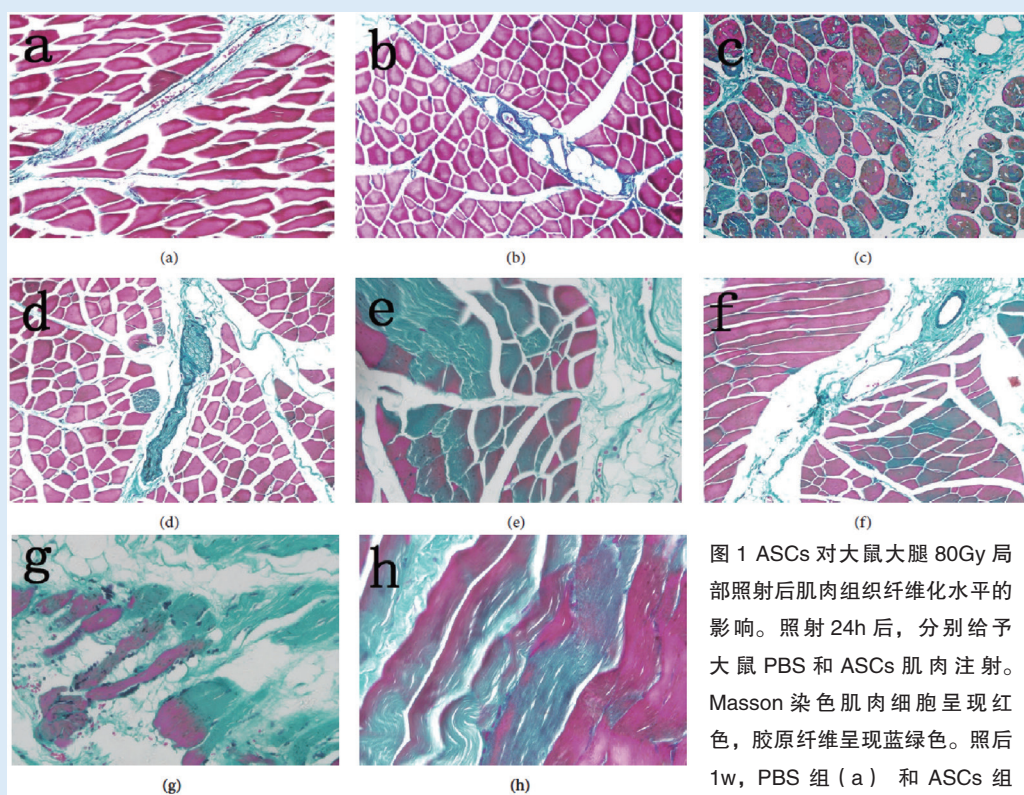 a b c
(a) (b) (c)
d e f
(d) (e) (f)
g h
(g) (h)
图 1 ASCs 对大鼠大腿 80Gy 局
部照射后肌肉组织纤维化水平的
影响。照射 24h 后，分别给予
大鼠 PBS 和 ASCs 肌肉注射。
Masson 染色肌肉细胞呈现红
色，胶原纤维呈现蓝绿色。照后
1w，PBS 组（a） 和 ASCs 组